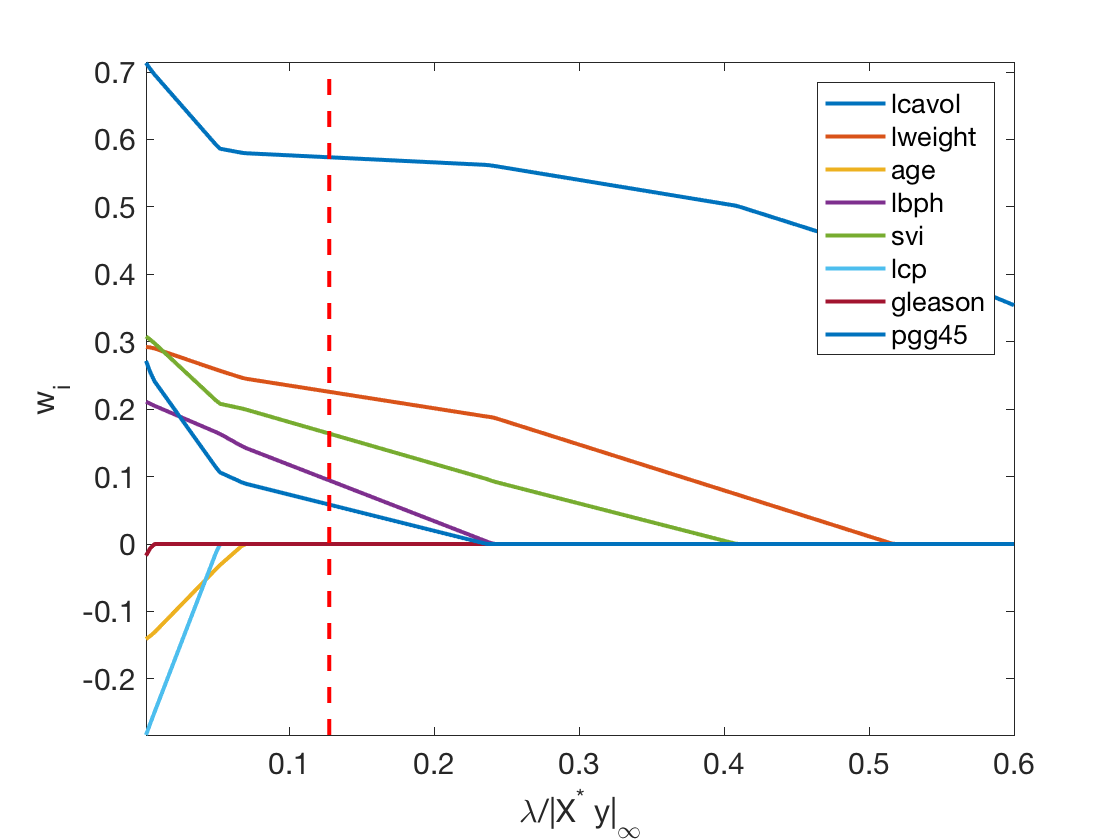 0.7
0.6
0.5
0.4
0.3
0.2
0.1
0
-0.1
-0.2
w_i
lcavol
lweight
age
lbph
svi
lcp
gleason
pgg45
0.1 0.2 0.3 0.4 0.5 0.6
λ/|X^* y|_∞